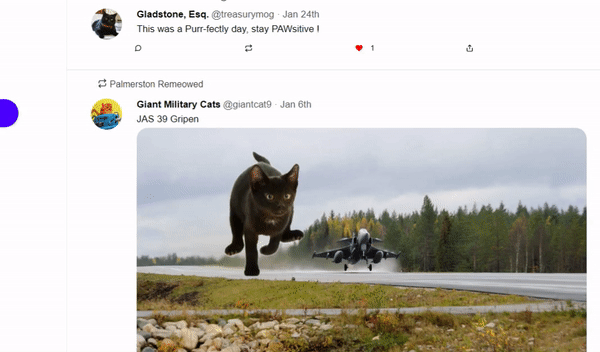 Gladstone, Esq. @treasurymog · Jan 24th
This was a Purr-fectly day, stay PAWsitive !
1
Palmerston Remeowed
Giant Military Cats @giantcat9 · Jan 6th
JAS 39 Gripen